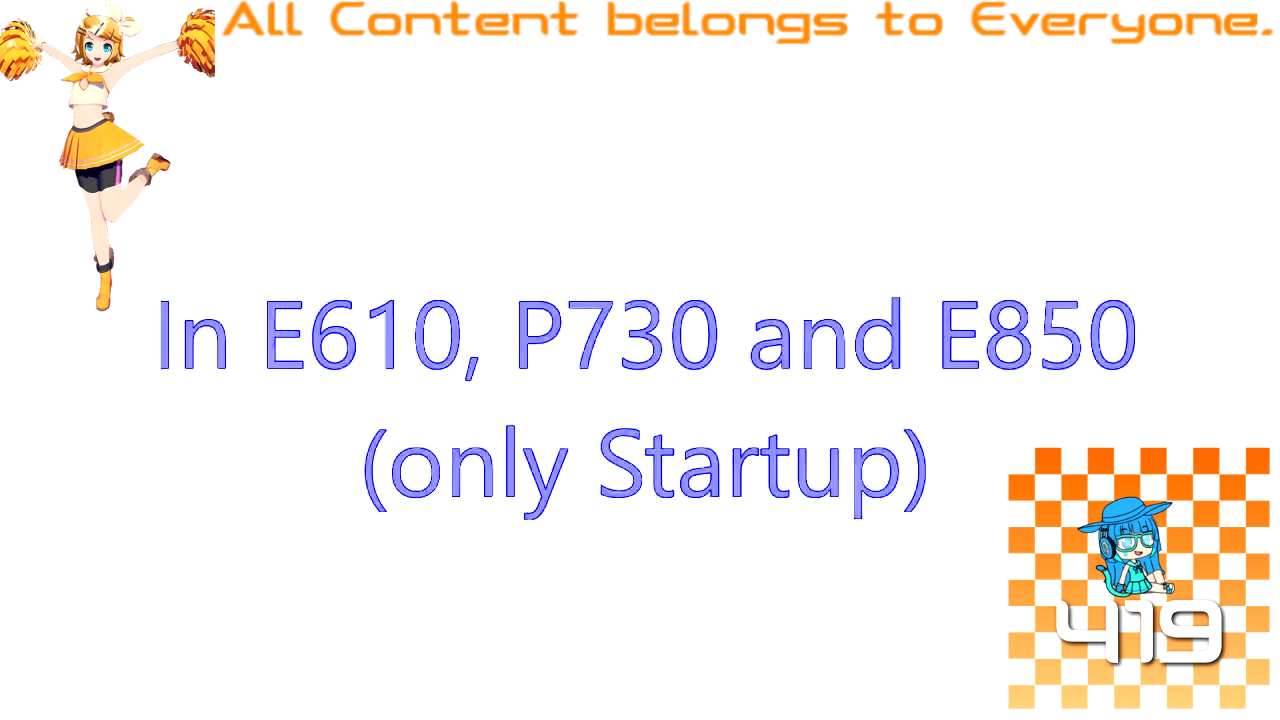 All Content belongs to Everyone.
In E610, P730 and E850
(only Startup)
419